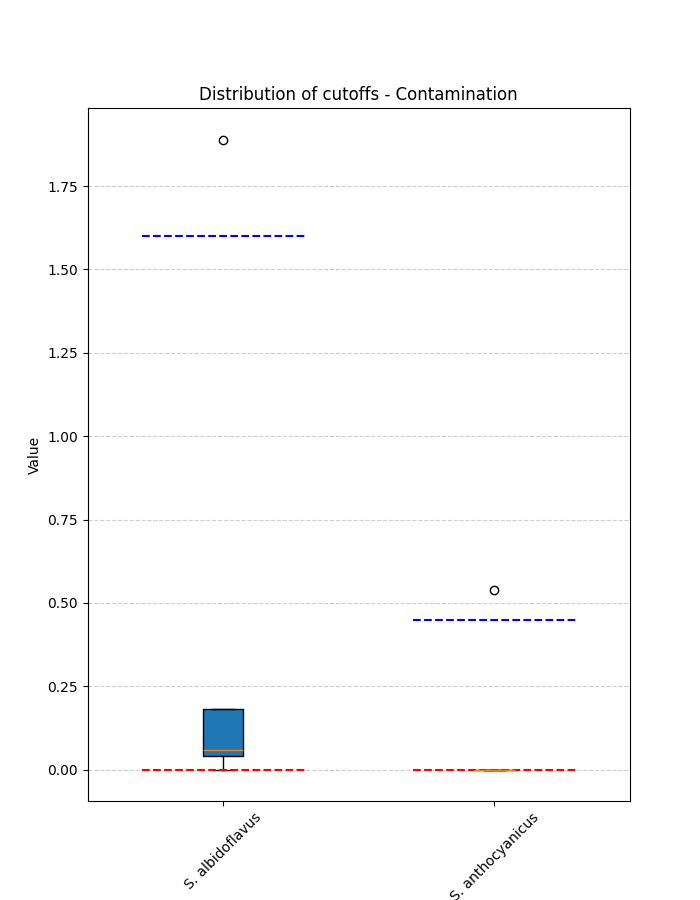 Distribution of cutoffs - Contamination
Value
1.75
1.50
1.25
1.00
0.75
0.50
0.25
0.00
S. albidoflavus
S. anthocyanicus